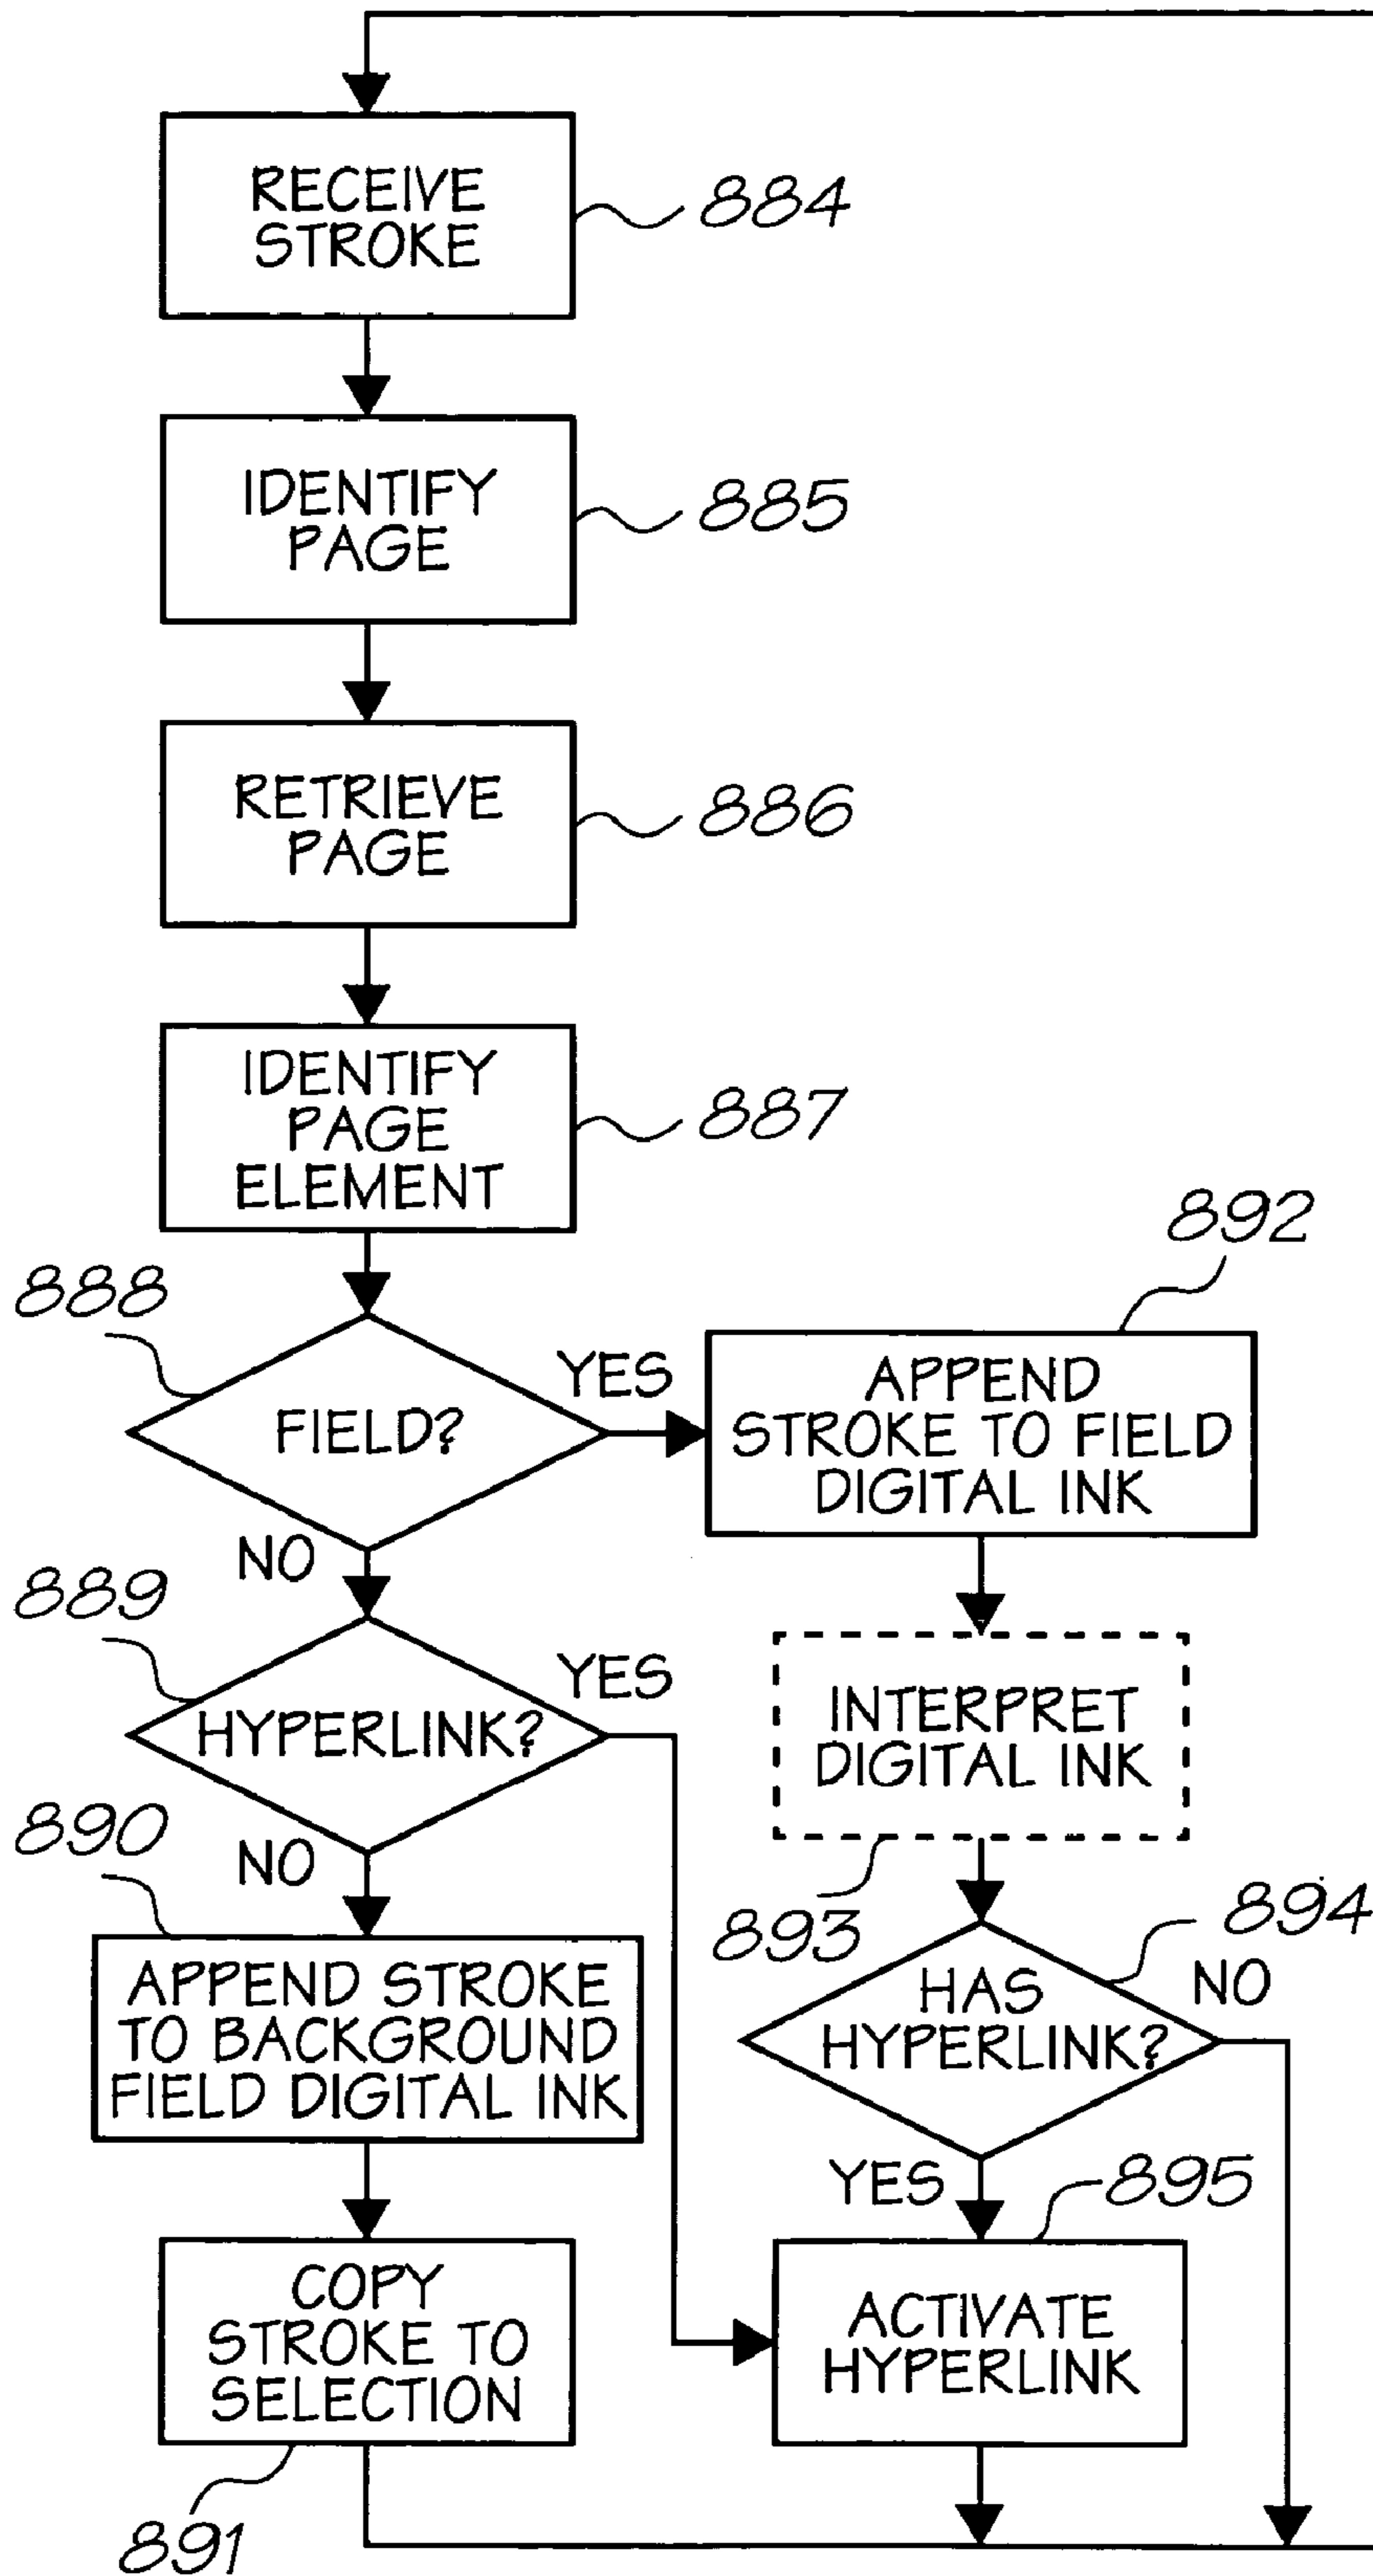 RECEIVE
STROKE
884
IDENTIFY
PAGE
885
RETRIEVE
PAGE
886
IDENTIFY
PAGE
ELEMENT
887
888
FIELD?
YES
NO
892
APPEND
STROKE TO FIELD
DIGITAL INK
889
HYPERLINK?
YES
NO
INTERPRET
DIGITAL INK
893
890
APPEND STROKE
TO BACKGROUND
FIELD DIGITAL INK
894
HAS
HYPERLINK?
NO
YES
895
COPY
STROKE TO
SELECTION
891
ACTIVATE
HYPERLINK